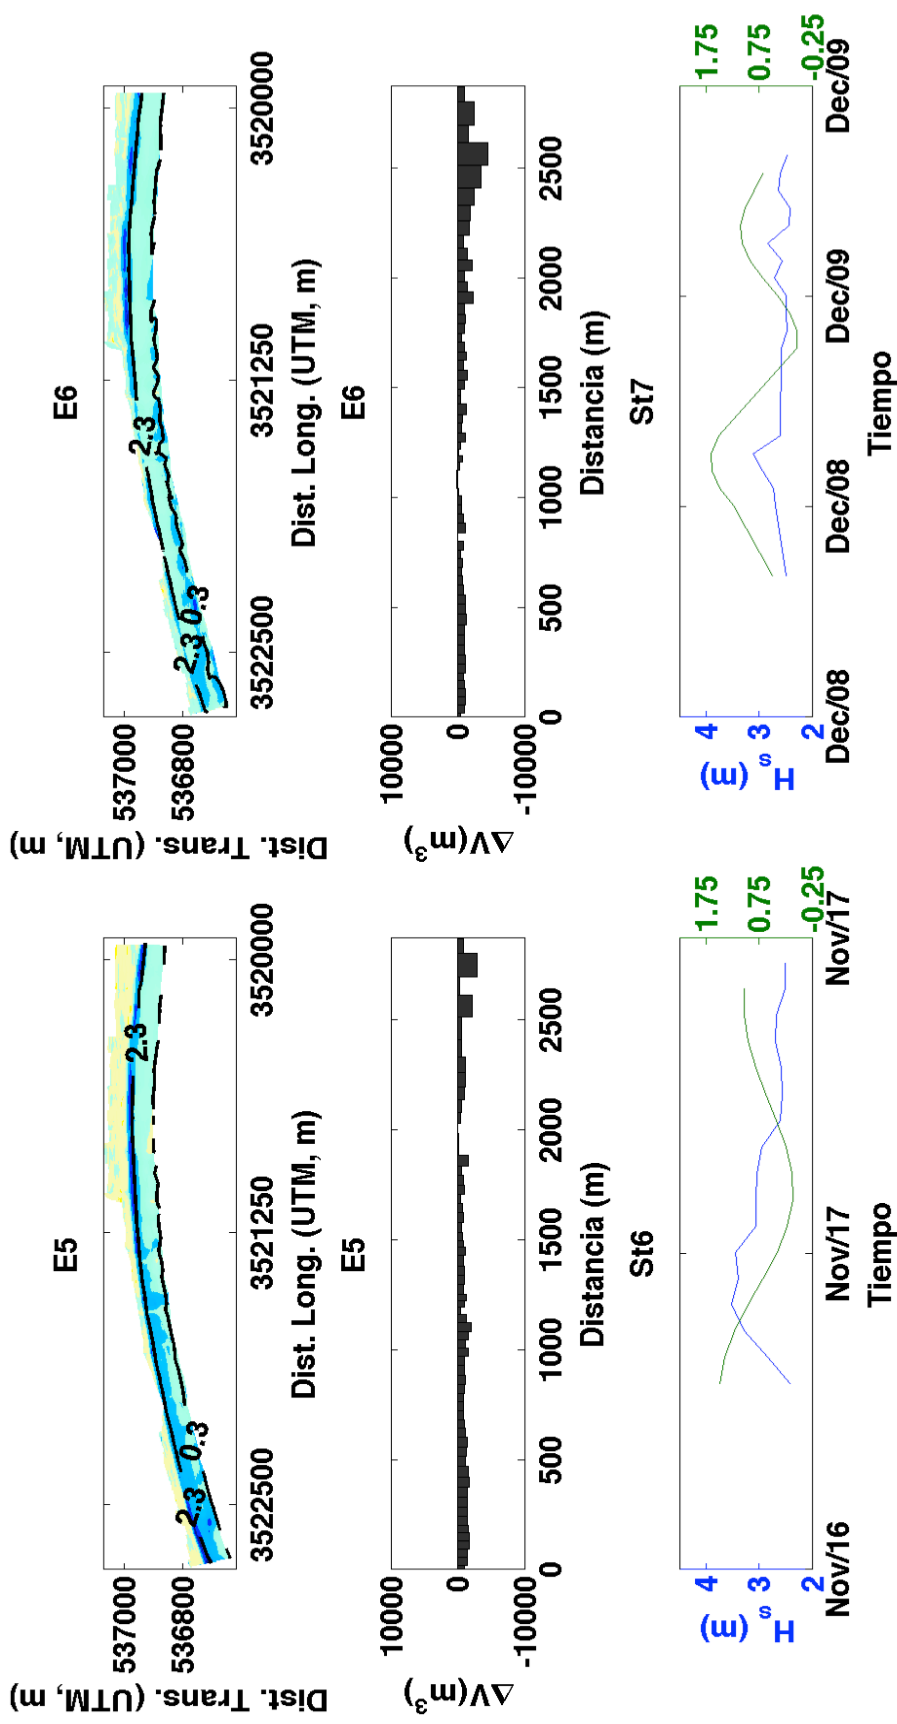 E5
537000
536800
Dist. Trans. (UTM, m)
2.3
0.3
2.3
3522500
3521250
3520000
Dist. Long. (UTM, m)
E5
10000
0
-10000
ΔV(m³)
0
500
1000
1500
2000
2500
Distancia (m)
St6
4
3
2
H_s (m)
1.75
0.75
-0.25
Nov/16
Nov/17
Nov/17
Tiempo
E6
537000
536800
Dist. Trans. (UTM, m)
2.3
0.3
2.3
3522500
3521250
3520000
Dist. Long. (UTM, m)
E6
10000
0
-10000
ΔV(m³)
0
500
1000
1500
2000
2500
Distancia (m)
St7
4
3
2
H_s (m)
1.75
0.75
-0.25
Dec/08
Dec/08
Dec/09
Dec/09
Tiempo